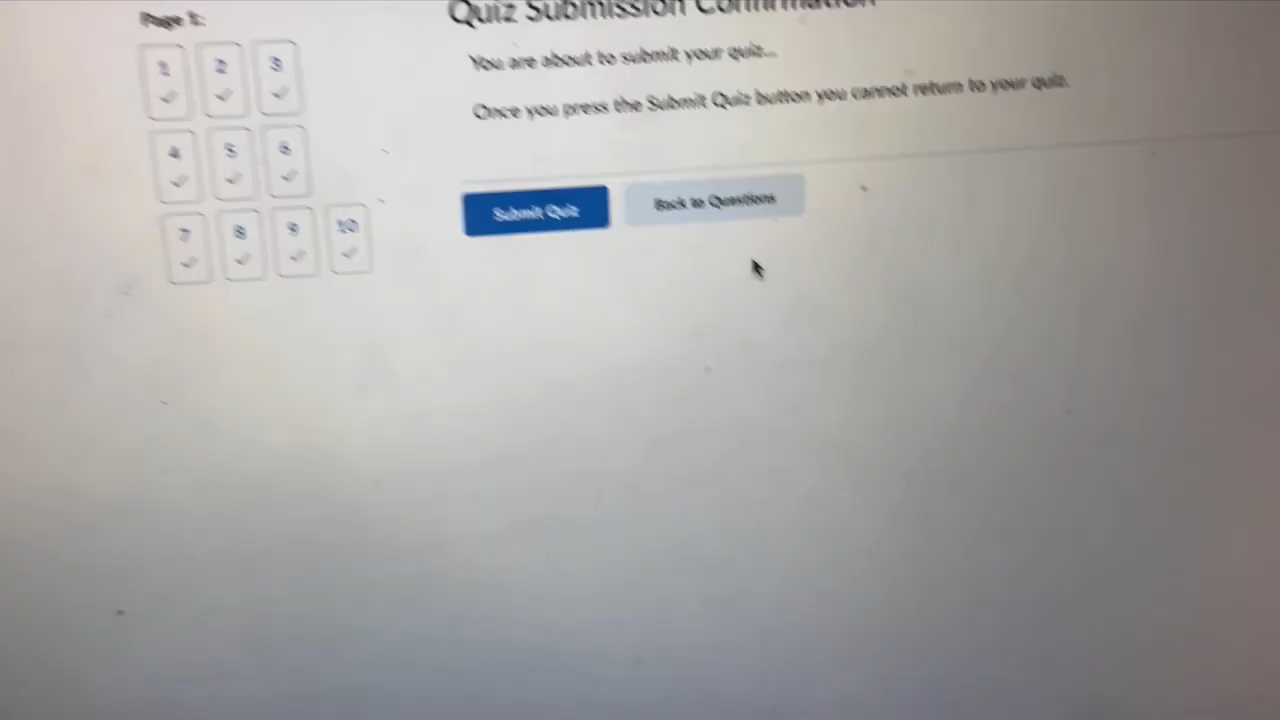 Page 1:
1 2 3
4 5 6
7 8 9 10
Quiz Submission Confirmation
You are about to submit your quiz...
Once you press the Submit Quiz button you cannot return to your quiz.
Submit Quiz Back to Questions